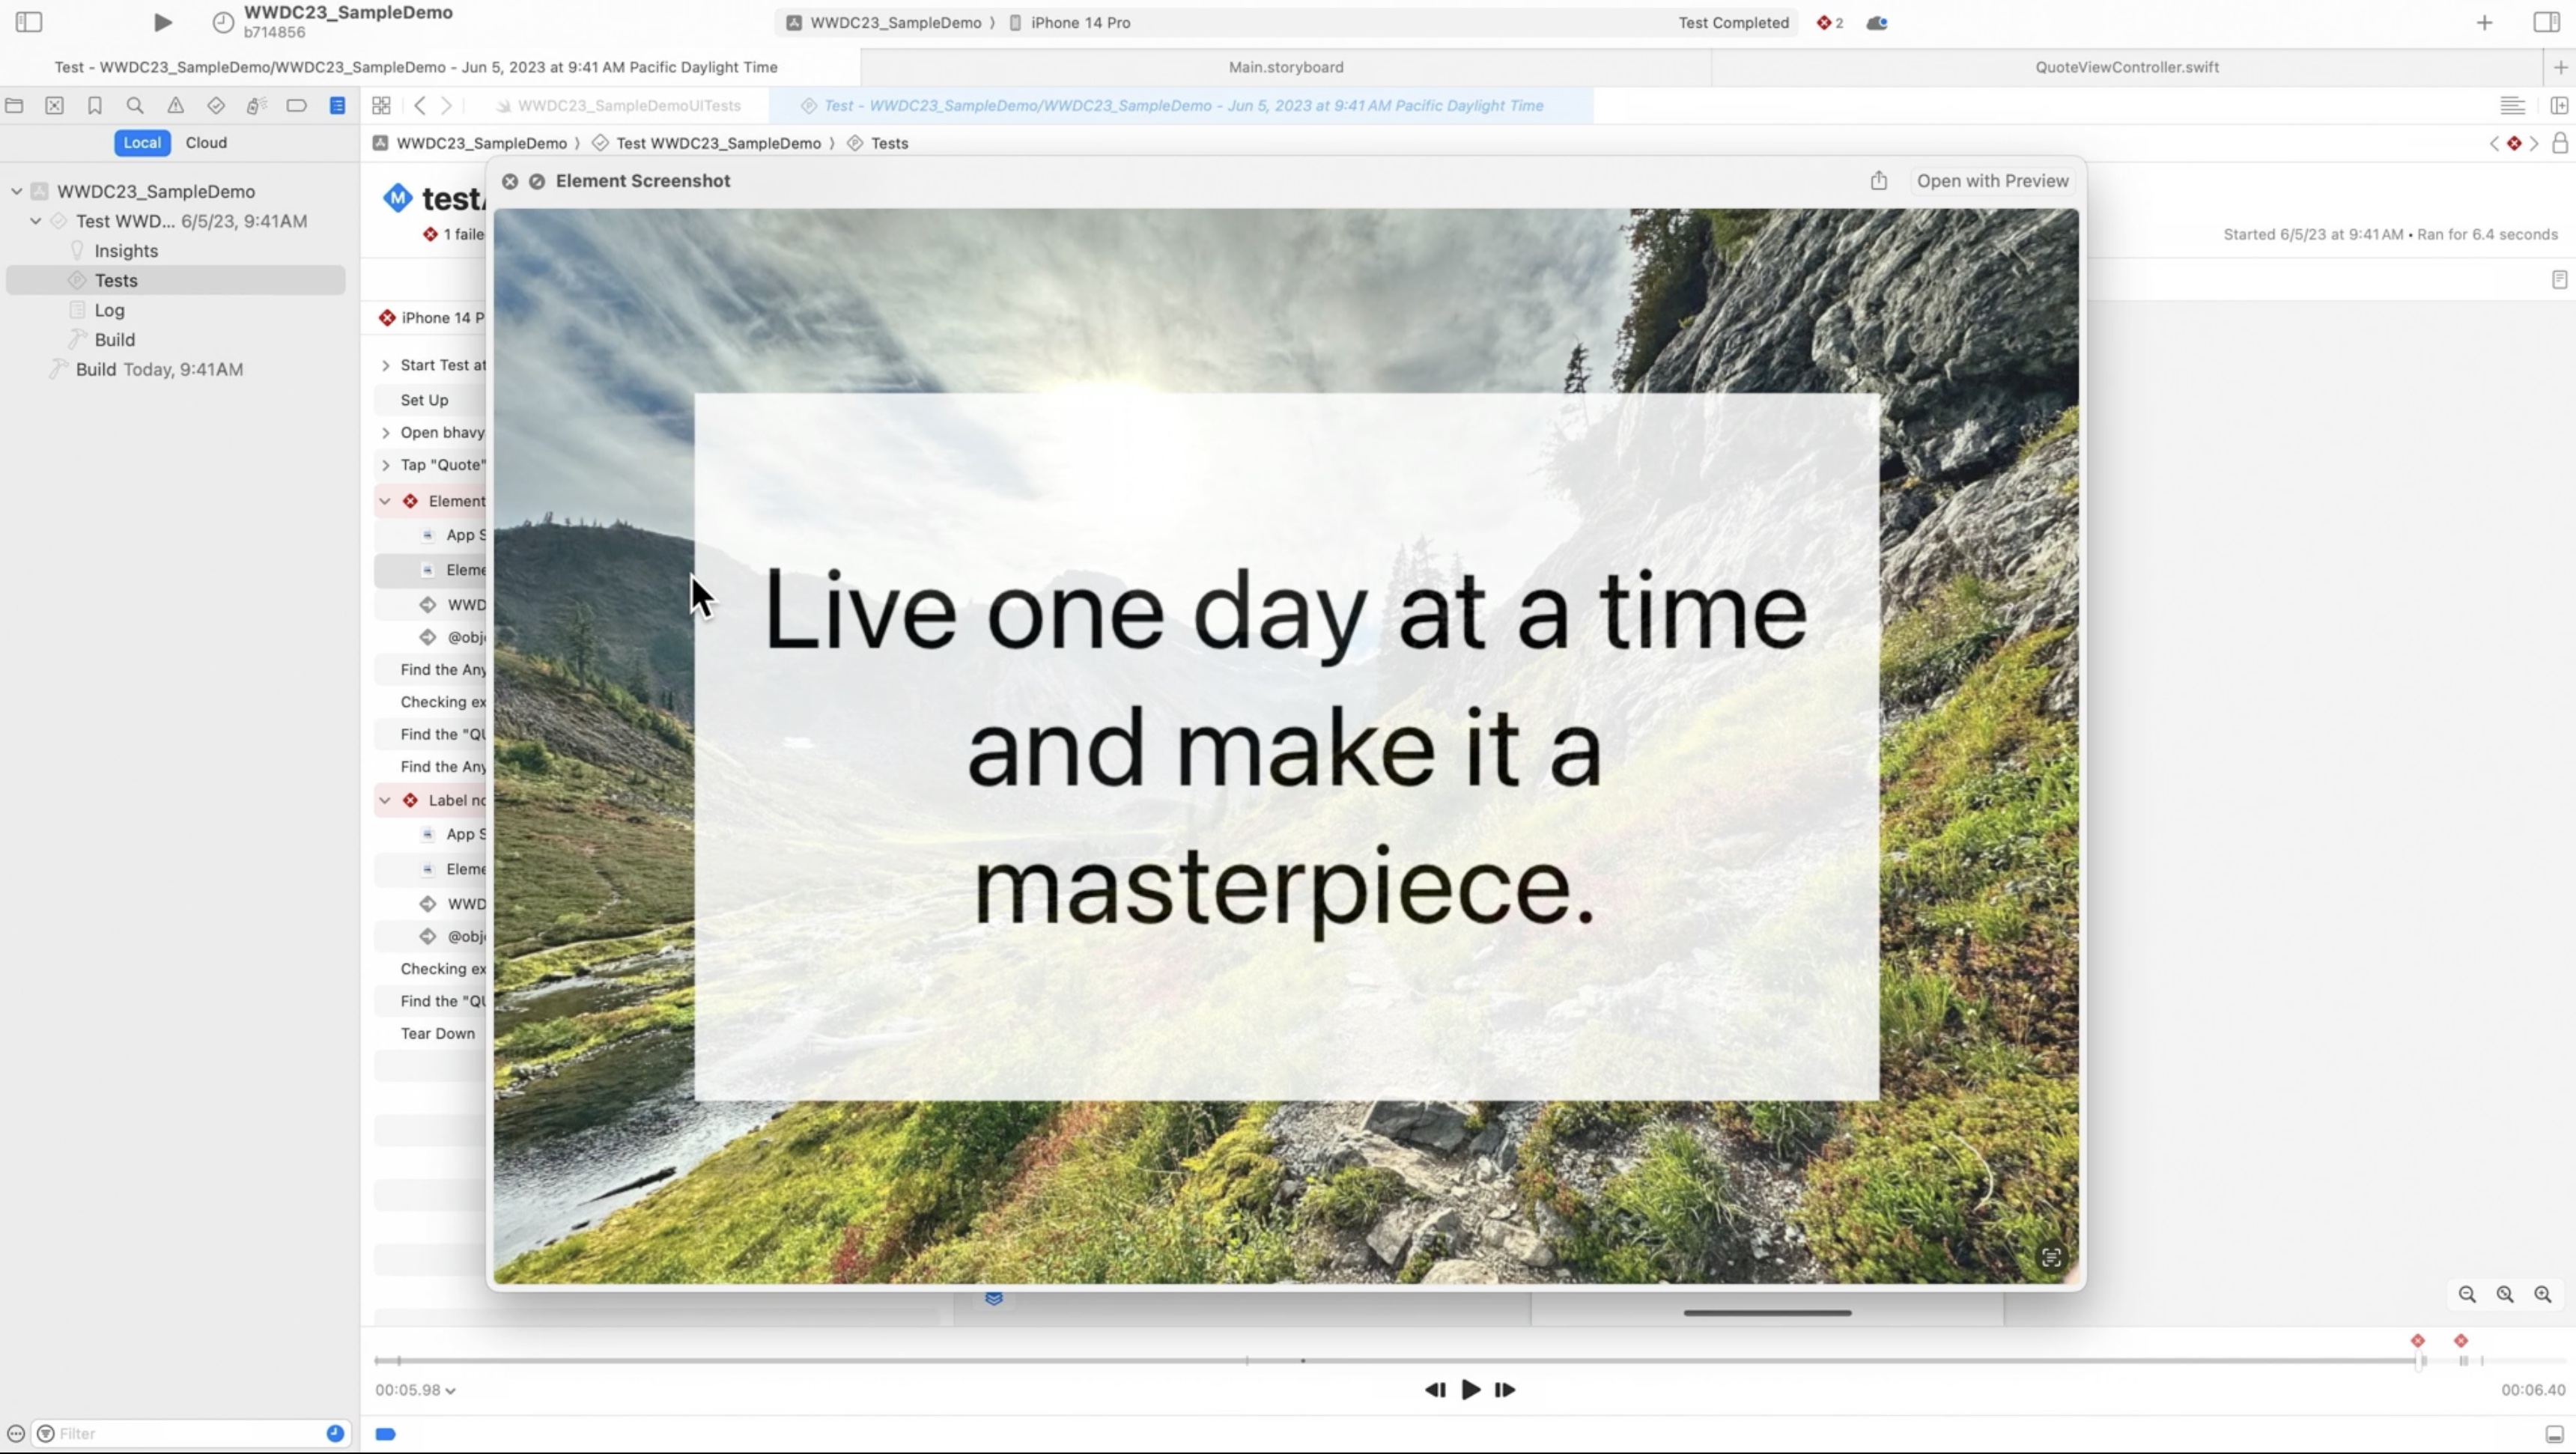 WWDC23_SampleDemo
b714856
WWDC23_SampleDemo 〉 iPhone 14 Pro
Test Completed
2
Test - WWDC23_SampleDemo/WWDC23_SampleDemo - Jun 5, 2023 at 9:41 AM Pacific Daylight Time
Main.storyboard
QuoteViewController.swift
WWDC23_SampleDemoUITests
Test - WWDC23_SampleDemo/WWDC23_SampleDemo - Jun 5, 2023 at 9:41 AM Pacific Daylight Time
Local
Cloud
WWDC23_SampleDemo 〉 Test WWDC23_SampleDemo 〉 Tests
WWDC23_SampleDemo
Test WWD... 6/5/23, 9:41AM
Insights
Tests
Log
Build
Build Today, 9:41AM
M
test
1 faile
Started 6/5/23 at 9:41AM • Ran for 6.4 seconds
iPhone 14 P
Start Test at
Set Up
Open bhavy
Tap "Quote"
Element
App S
Eleme
WWD
@obj
Find the Any
Checking ex
Find the "QU
Find the Any
Label no
App S
Eleme
WWD
@obj
Checking ex
Find the "QU
Tear Down
Element Screenshot
Open with Preview
Live one day at a time
and make it a
masterpiece.
00:05.98
00:06.40
Filter